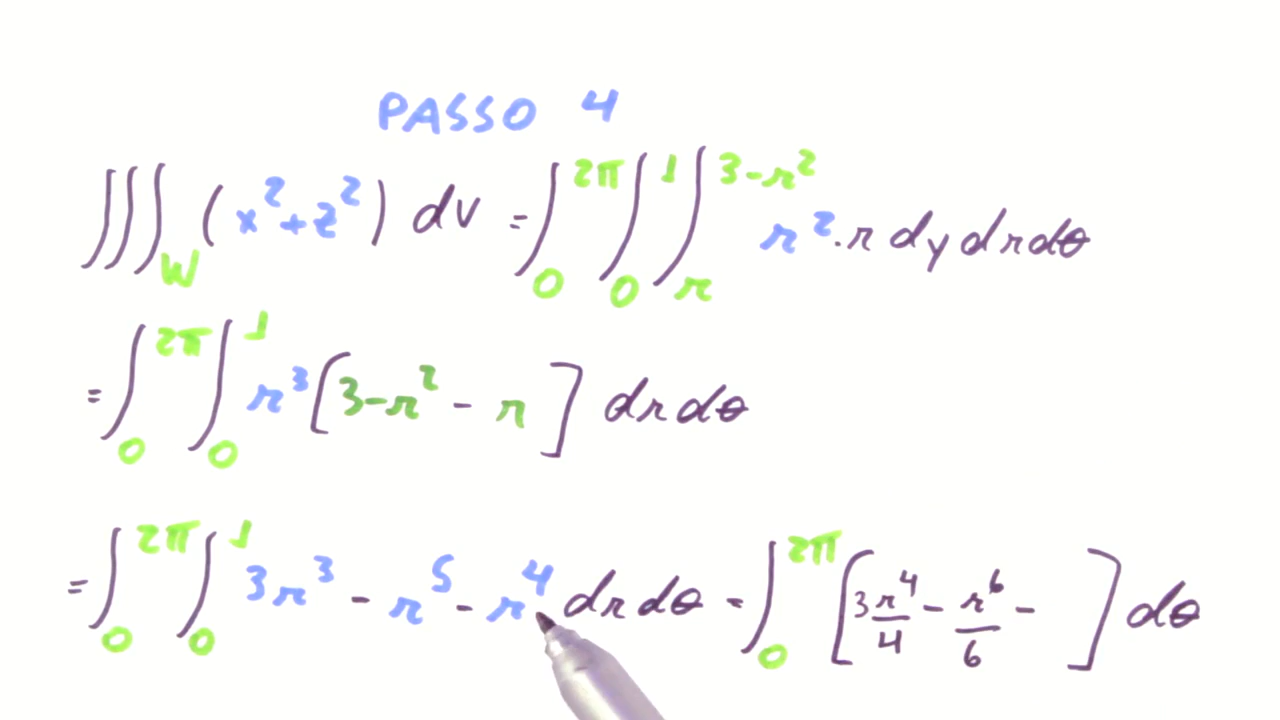 PASSO 4
∭_W (x²+z²) dV = ∫₀^{2π} ∫₀^1 ∫_r^{3-r²} r².r dy dr dθ
= ∫₀^{2π} ∫₀^1 r³[3-r² - r] dr dθ
= ∫₀^{2π} ∫₀^1 3r³ - r⁵ - r⁴ dr dθ = ∫₀^{2π} [3r⁴/4 - r⁶/6 - ] dθ